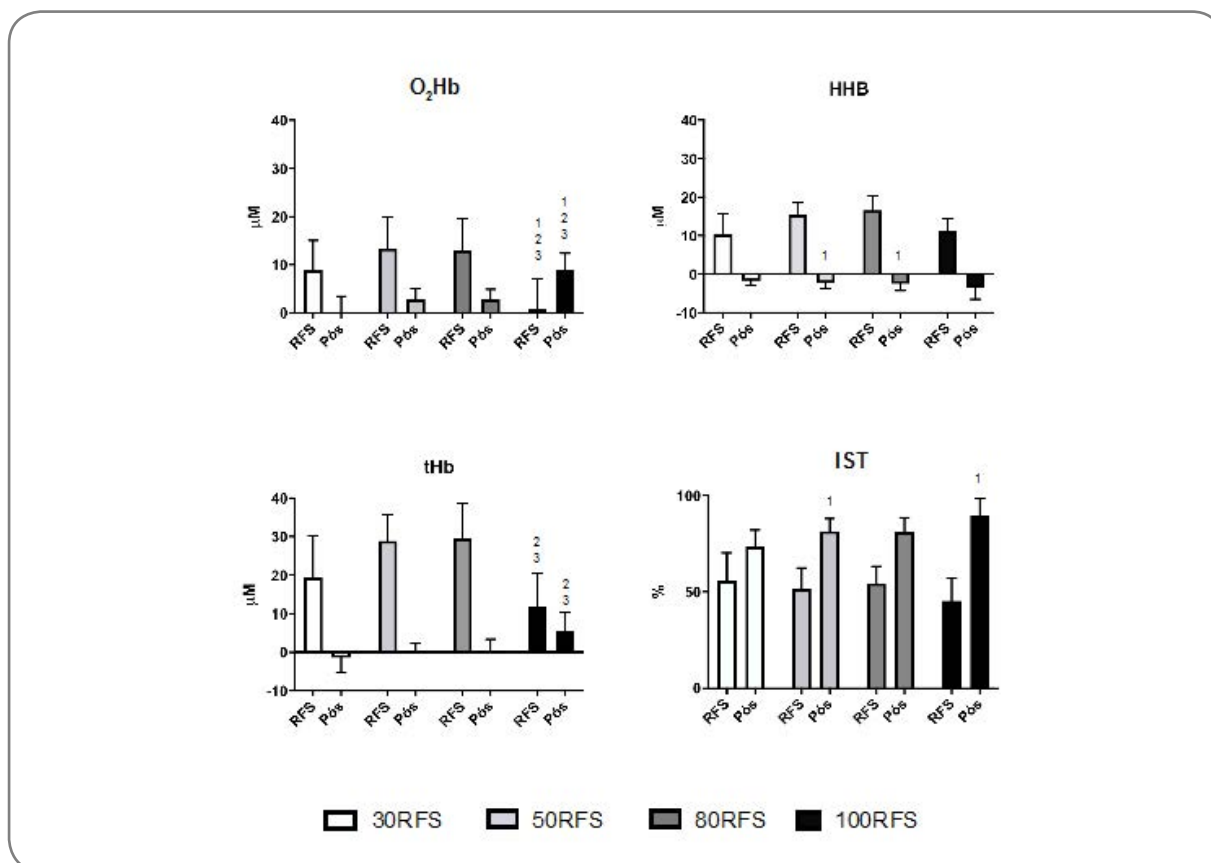 O₂Hb
40
30
20
10
0
µM
1
2
3
1
2
3
RFS
Pós
RFS
Pós
RFS
Pós
RFS
Pós
HHB
40
30
20
10
0
-10
µM
1
1
RFS
Pós
RFS
Pós
RFS
Pós
RFS
Pós
tHb
40
30
20
10
0
-10
µM
2
3
2
3
RFS
Pós
RFS
Pós
RFS
Pós
RFS
Pós
IST
100
50
0
%
1
1
RFS
Pós
RFS
Pós
RFS
Pós
RFS
Pós
30RFS
50RFS
80RFS
100RFS